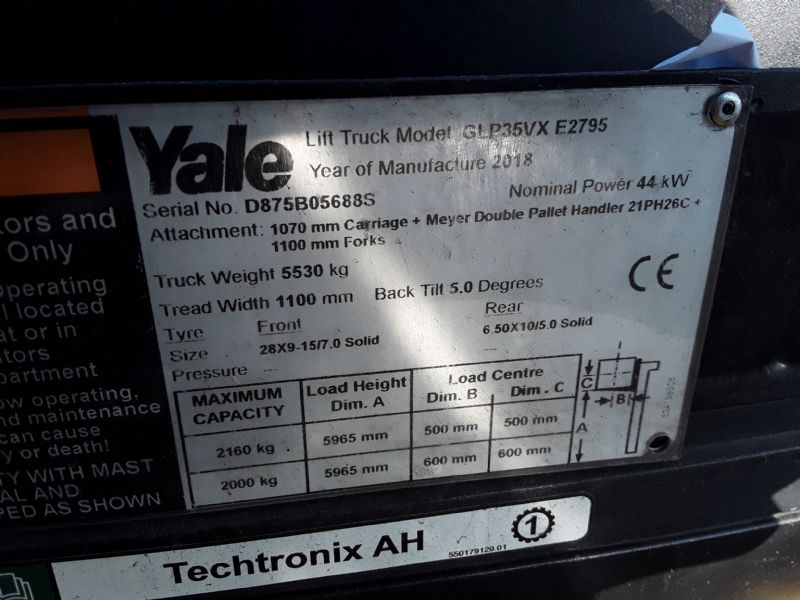 Yale
Lift Truck Model GLP35VX E2795
Year of Manufacture 2018
Nominal Power 44 kW
Serial No. D875B05688S
Attachment: 1070 mm Carriage + Meyer Double Pallet Handler 21PH26C +
1100 mm Forks
Truck Weight 5530 kg
Tread Width 1100 mm Back Tilt 5.0 Degrees
Tyre Front Rear
Size 28X9-15/7.0 Solid 6.50X10/5.0 Solid
Pressure
CE
MAXIMUM CAPACITY Load Height Dim. A Load Centre
Dim. B Dim. C
2160 kg 5965 mm 500 mm 500 mm
2000 kg 5965 mm 600 mm 600 mm
C
B
A
ors and
Only
perating
l located
at or in
tors
partment
ow operating,
nd maintenance
can cause
y or death!
TY WITH MAST
AL AND
PED AS SHOWN
Techtronix AH
550179129 01
1